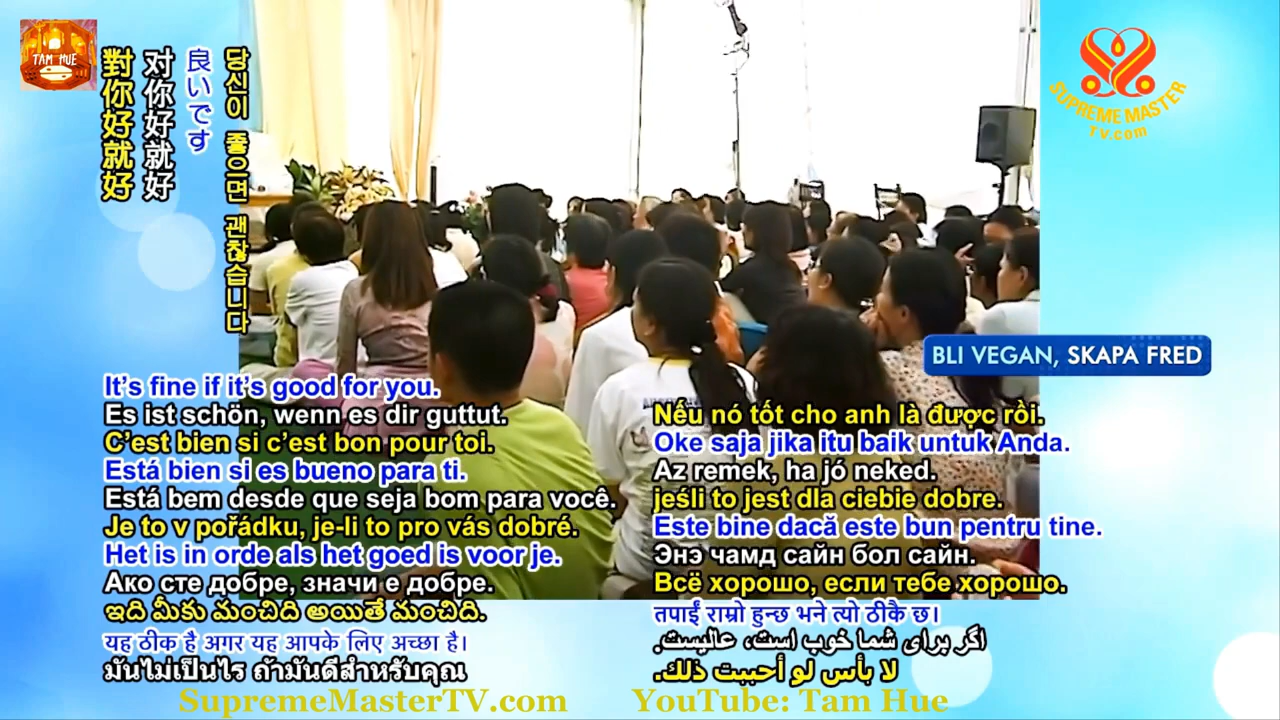 TAM HUE
對你好就好
对你好就好
良いです
당신이 좋으면 괜찮습니다
SUPREME MASTER
TV.com
BLI VEGAN, SKAPA FRED
It's fine if it's good for you.
Es ist schön, wenn es dir guttut.
C'est bien si c'est bon pour toi.
Está bien si es bueno para ti.
Está bem desde que seja bom para você.
Je to v pořádku, je-li to pro vás dobré.
Het is in orde als het goed is voor je.
Ако сте добре, значи е добре.
ఇది మీకు మంచిది అయితే మంచిది.
यह ठीक है अगर यह आपके लिए अच्छा है।
มันไม่เป็นไร ถ้ามันดีสำหรับคุณ
Nếu nó tốt cho anh là được rồi.
Oke saja jika itu baik untuk Anda.
Az remek, ha jó neked.
jeśli to jest dla ciebie dobre.
Este bine dacă este bun pentru tine.
Энэ чамд сайн бол сайн.
Всё хорошо, если тебе хорошо.
तपाईं राम्रो हुन्छ भने त्यो ठीकै छ।
اگر برای شما خوب است، عالیست.
لا بأس لو أحببت ذلك.
SupremeMasterTV.com YouTube: Tam Hue